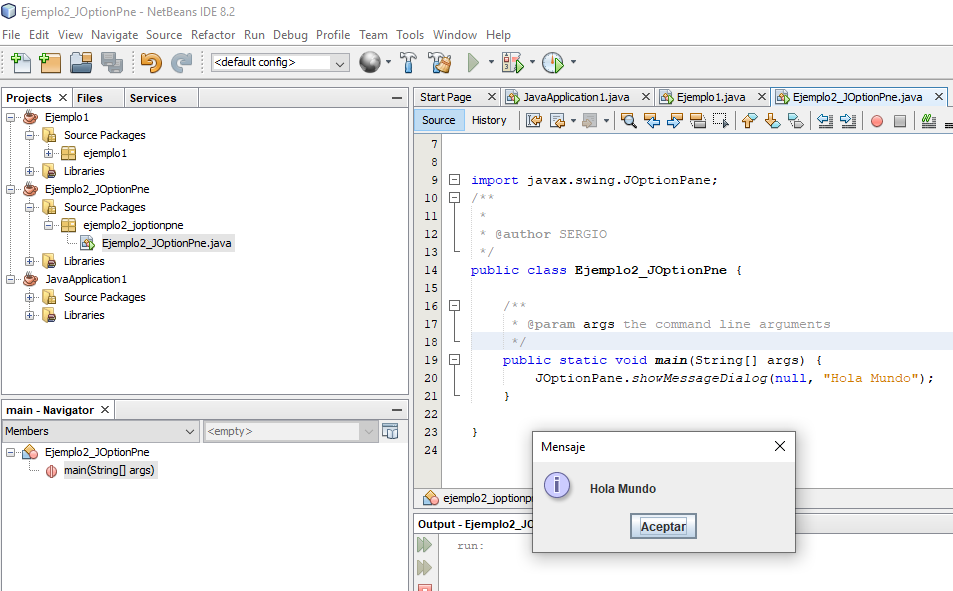 Ejemplo2_JOptionPne - NetBeans IDE 8.2
File Edit View Navigate Source Refactor Run Debug Profile Team Tools Window Help
<default config>
Projects Files Services
Ejemplo1
Source Packages
ejemplo1
Libraries
Ejemplo2_JOptionPne
Source Packages
ejemplo2_joptionpne
Ejemplo2_JOptionPne.java
Libraries
JavaApplication1
Source Packages
Libraries
main - Navigator
Members <empty>
Ejemplo2_JOptionPne
main(String[] args)
Start Page JavaApplication1.java Ejemplo1.java Ejemplo2_JOptionPne.java
Source History
7
8
9 import javax.swing.JOptionPane;
10 /**
11 *
12 * @author SERGIO
13 */
14 public class Ejemplo2_JOptionPne {
15
16 /**
17 * @param args the command line arguments
18 */
19 public static void main(String[] args) {
20 JOptionPane.showMessageDialog(null, "Hola Mundo");
21 }
22
23 }
24
ejemplo2_joptionp
Output - Ejemplo2_JO
run:
Mensaje
Hola Mundo
Aceptar